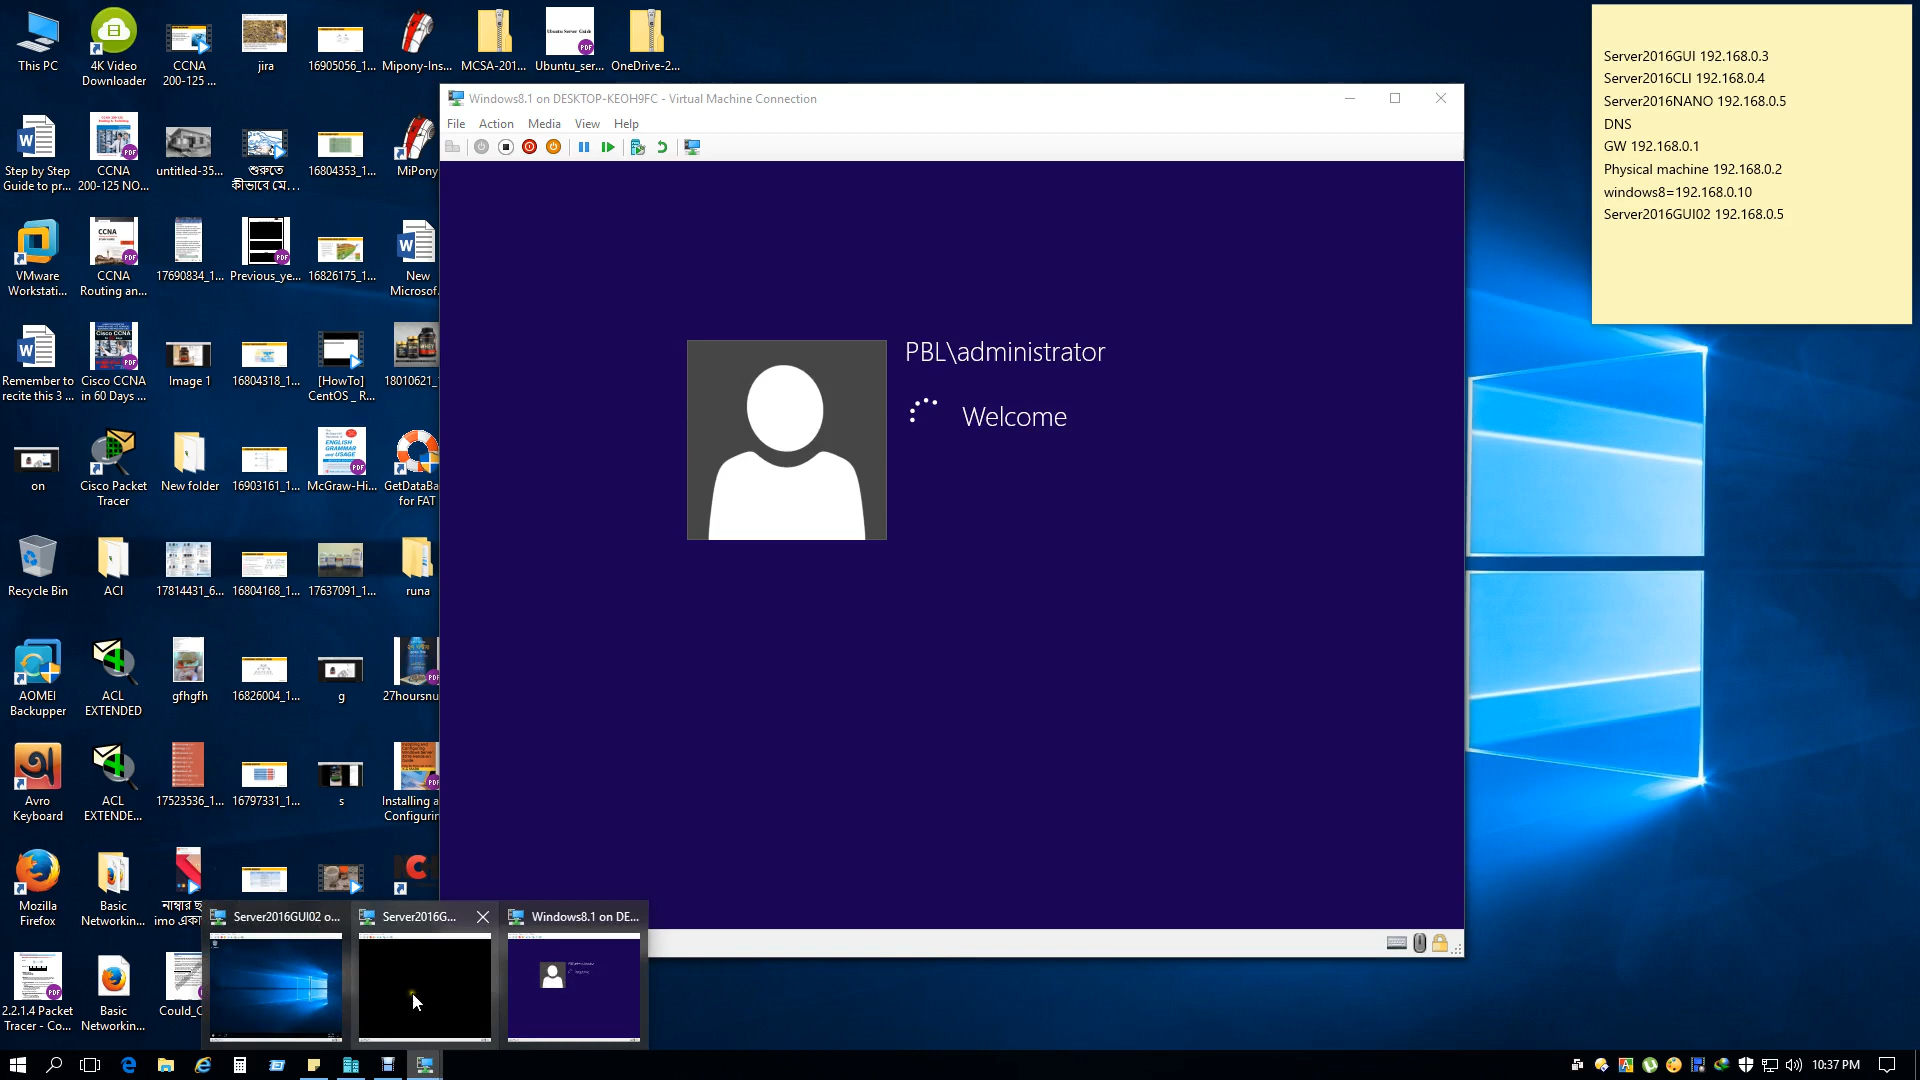 This PC
4K Video
Downloader
CCNA
200-125 ...
jira
16905056_1...
Mipony-Ins...
MCSA-201...
Ubuntu_ser...
OneDrive-2...
Ubuntu Server Guide
Step by Step
Guide to pr...
CCNA
200-125 NO...
untitled-35...
শুরুতে
কীভাবে মে...
16804353_1...
MiPony
VMware
Workstati...
CCNA
Routing an...
17690834_1...
Previous_ye...
16826175_1...
New
Microsof...
Remember to
recite this 3 ...
Cisco CCNA
in 60 Days ...
Image 1
16804318_1...
[HowTo]
CentOS _ R...
18010621_1
on
Cisco Packet
Tracer
New folder
16903161_1...
McGraw-Hi...
GetDataBa
for FAT
Recycle Bin
ACI
17814431_6...
16804168_1...
17637091_1...
runa
AOMEI
Backupper
ACL
EXTENDED
gfhgfh
16826004_1...
g
27hoursnu
Avro
Keyboard
ACL
EXTENDE...
17523536_1...
16797331_1...
s
Installing a
Configurin
Mozilla
Firefox
Basic
Networkin...
নাম্বার ছ
imo একা
2.2.1.4 Packet
Tracer - Co...
Basic
Networkin...
Could_C
Windows8.1 on DESKTOP-KEOH9FC - Virtual Machine Connection
File Action Media View Help
PBL\administrator
Welcome
Server2016GUI 192.168.0.3
Server2016CLI 192.168.0.4
Server2016NANO 192.168.0.5
DNS
GW 192.168.0.1
Physical machine 192.168.0.2
windows8=192.168.0.10
Server2016GUI02 192.168.0.5
Server2016GUI02 o...
Server2016G...
Windows8.1 on DE...
10:37 PM